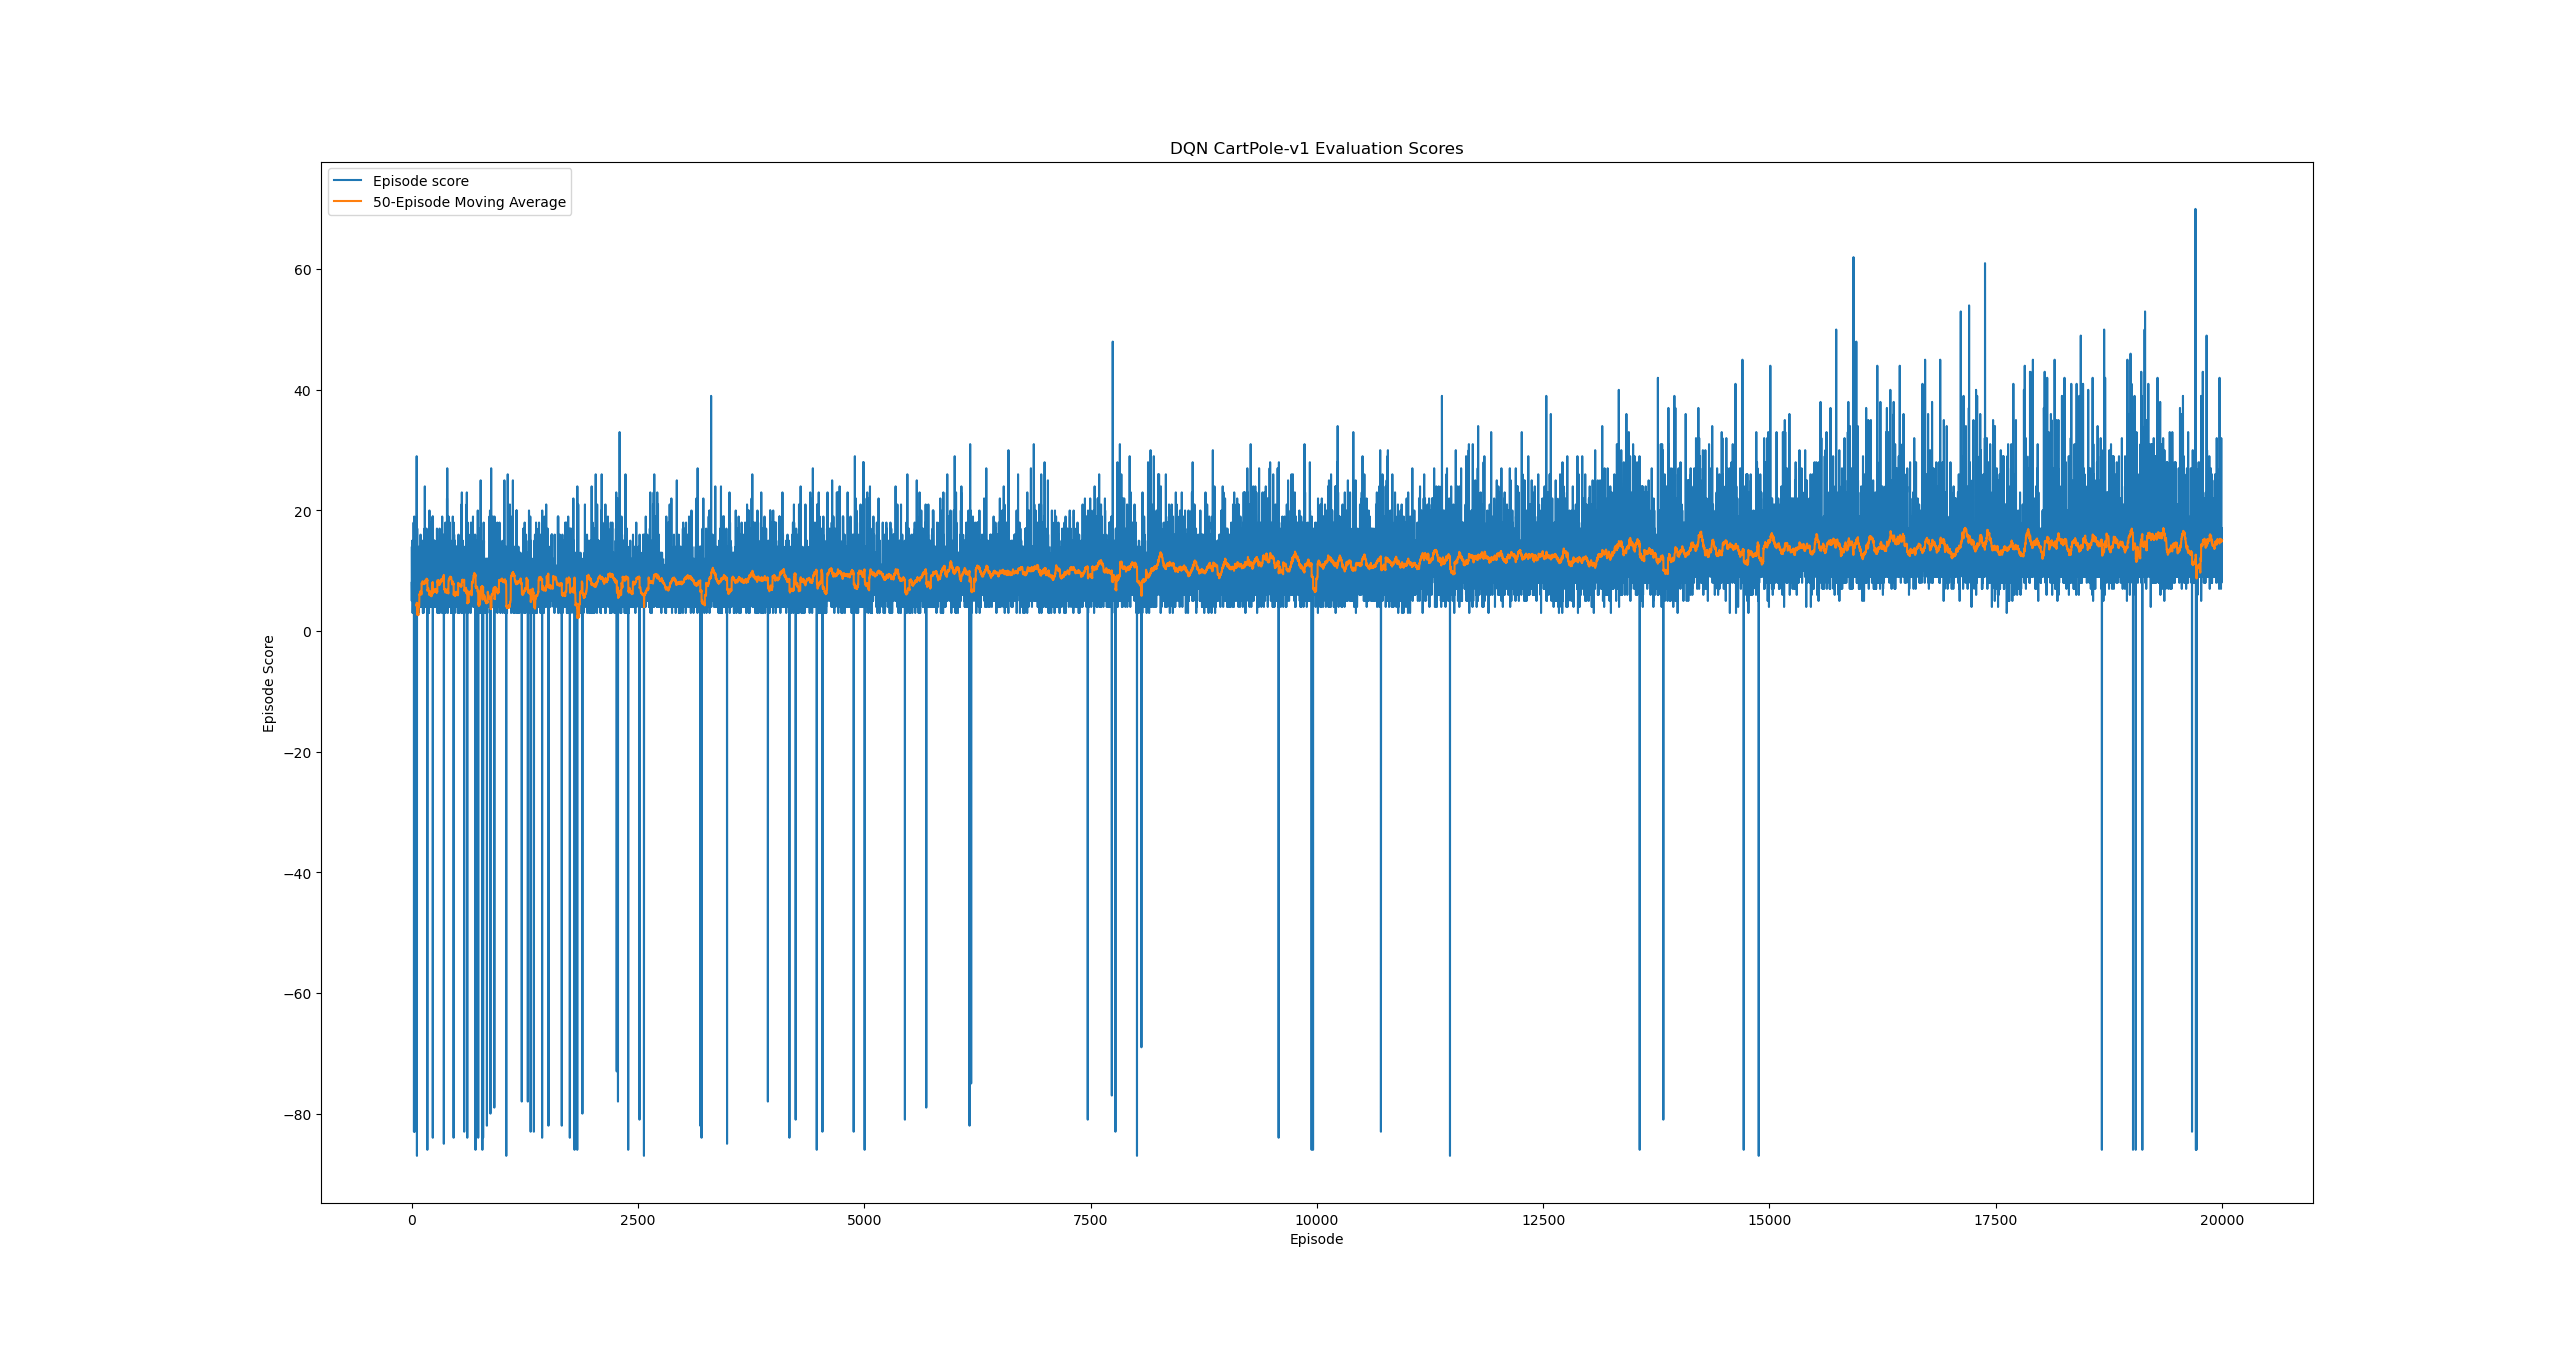 DQN CartPole-v1 Evaluation Scores
Episode score
50-Episode Moving Average
60
40
20
0
−20
−40
−60
−80
Episode Score
0 2500 5000 7500 10000 12500 15000 17500 20000
Episode